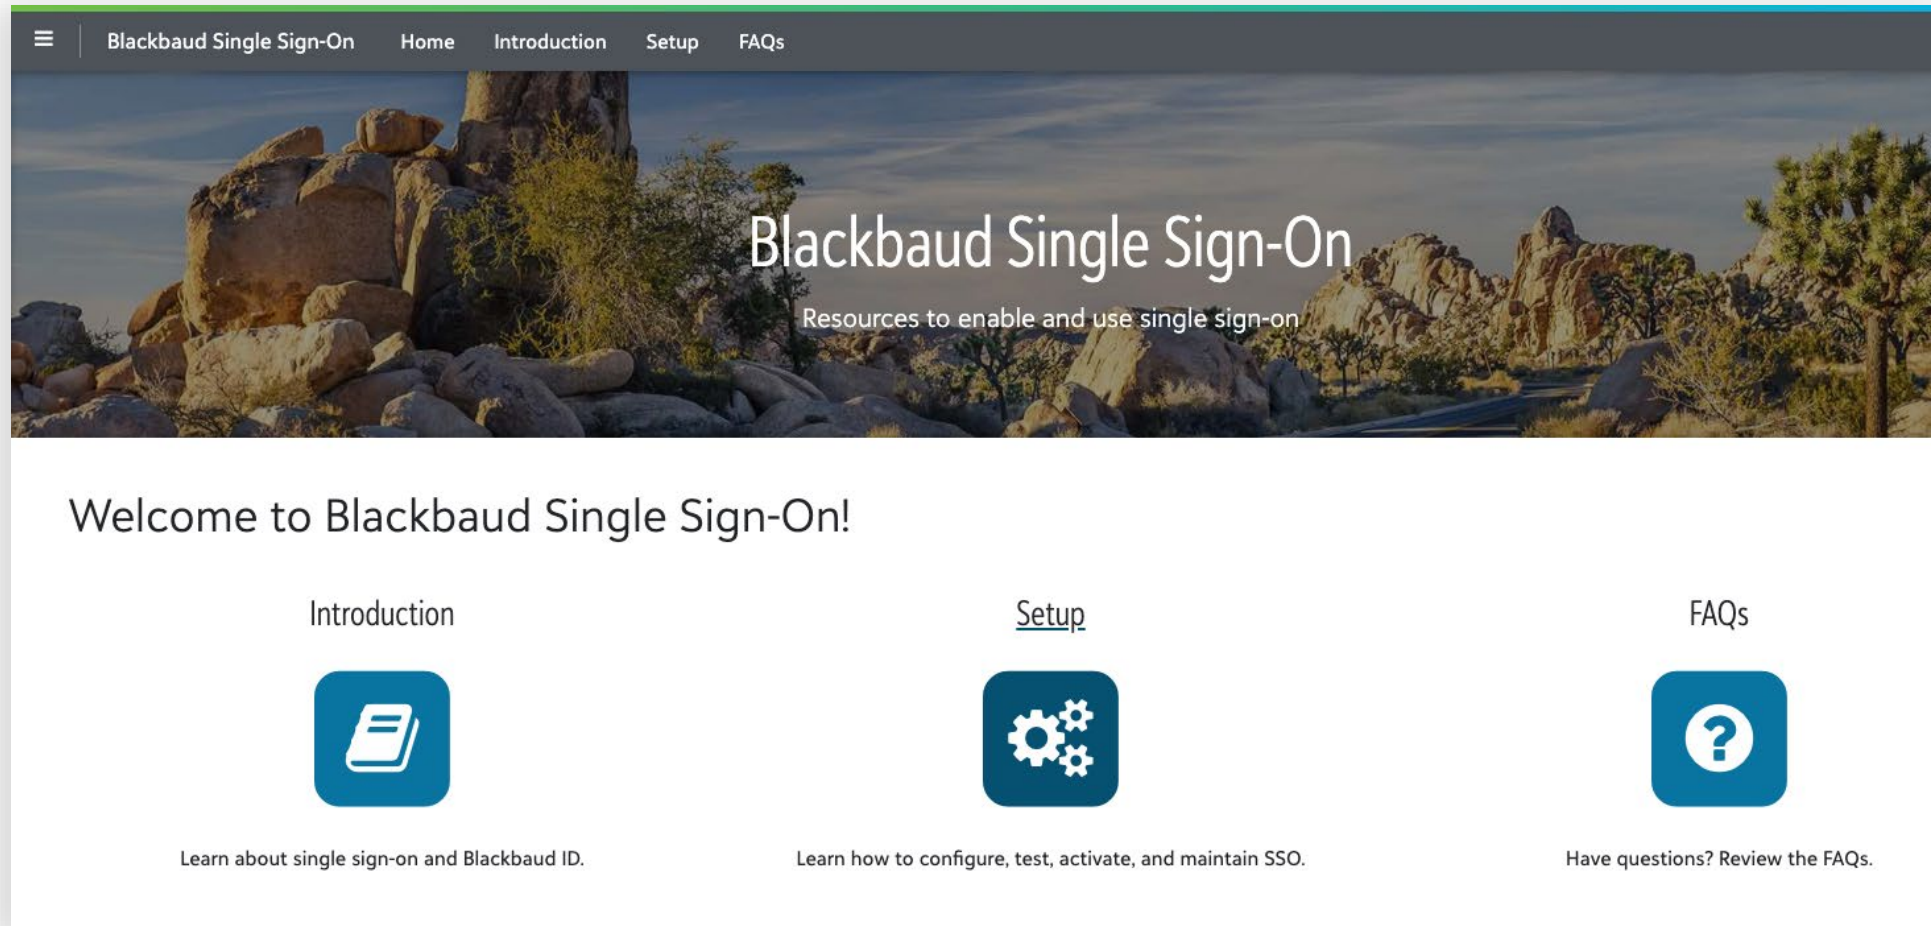 Blackbaud Single Sign-On Home Introduction Setup FAQs
Blackbaud Single Sign-On
Resources to enable and use single sign-on
Welcome to Blackbaud Single Sign-On!
Introduction
Setup
FAQs
Learn about single sign-on and Blackbaud ID.
Learn how to configure, test, activate, and maintain SSO.
Have questions? Review the FAQs.